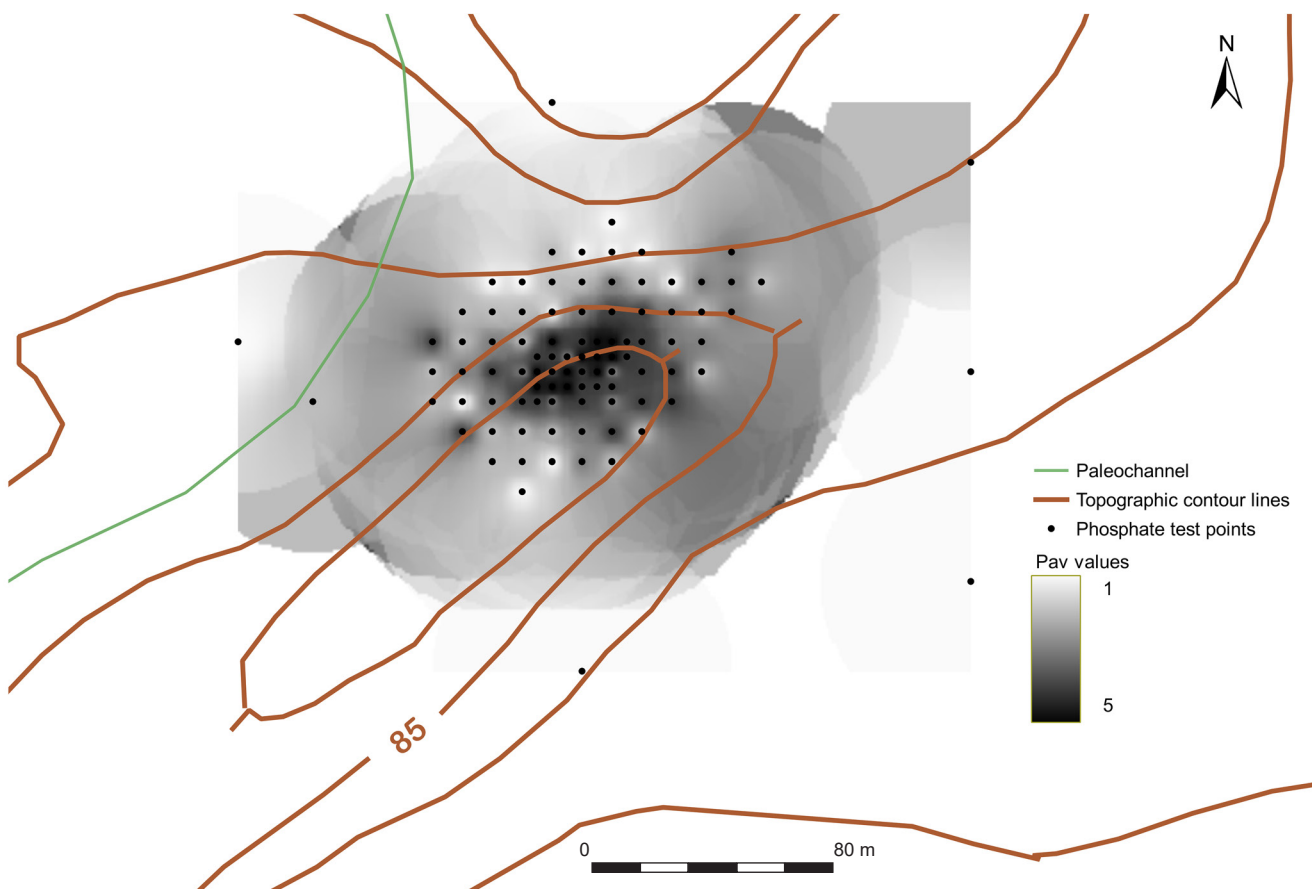 N
Paleochannel
Topographic contour lines
Phosphate test points
Pav values
1
5
85
0 80 m